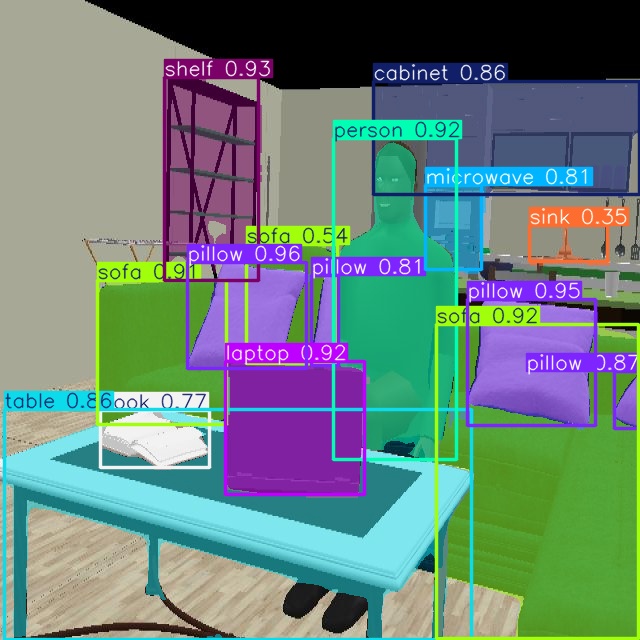 shelf 0.93
cabinet 0.86
person 0.92
microwave 0.81
sink 0.35
sofa 0.54
pillow 0.96
pillow 0.81
sofa 0.91
pillow 0.95
sofa 0.92
laptop 0.92
pillow 0.87
table 0.86
ook 0.77